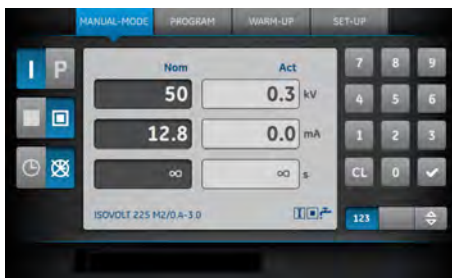 MANUAL-MODE PROGRAM WARM-UP SET-UP
I P
Nom Act
50 0.3 kV
12.8 0.0 mA
∞ ∞ s
ISOVOLT 225 M2/0.4-3.0
7 8 9
4 5 6
1 2 3
CL 0
123